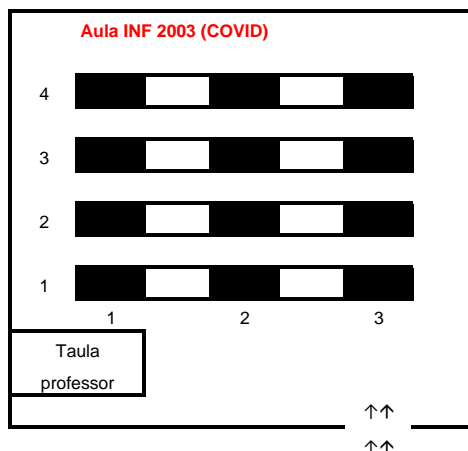 Aula INF 2003 (COVID)
4
3
2
1
1 2 3
Taula
professor
↑↑
↑↑